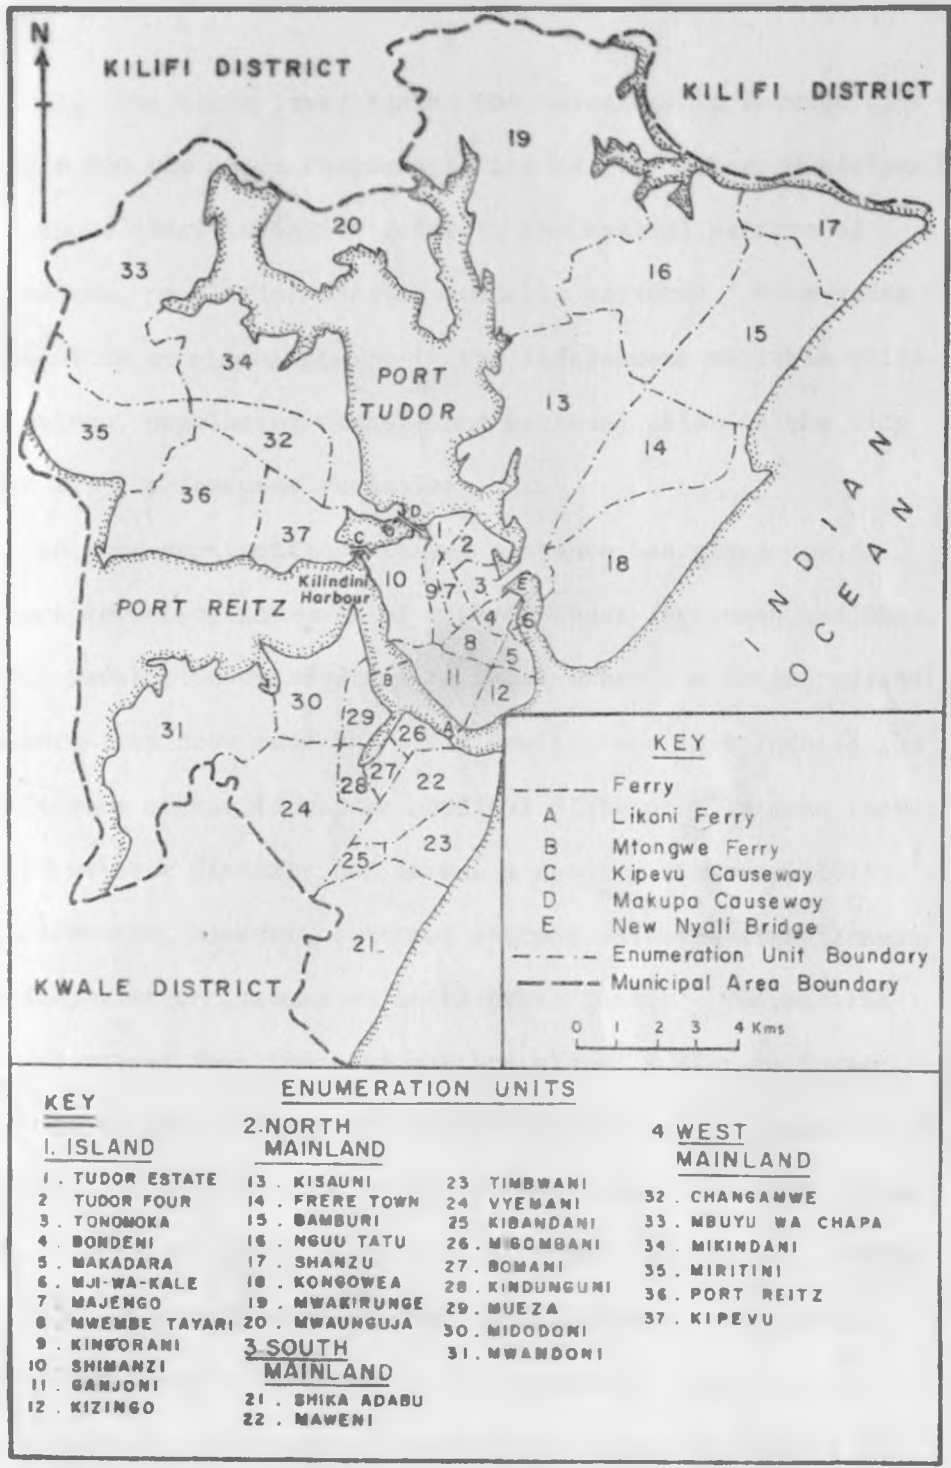 N
KILIFI DISTRICT
KILIFI DISTRICT
19
20
17
33
16
15
34
PORT
TUDOR
13
35
32
14
36
D
37
C
1
2
18
10
9
7
3
E
Kilindini
Harbour
PORT REITZ
4
6
8
5
INDIAN
OCEAN
11
12
B
30
31
29
26
27
28
22
24
25
23
21
KWALE DISTRICT
KEY
Ferry
A Likoni Ferry
B Mtongwe Ferry
C Kipevu Causeway
D Makupa Causeway
E New Nyali Bridge
Enumeration Unit Boundary
Municipal Area Boundary
0 1 2 3 4 Kms
ENUMERATION UNITS
KEY
1. ISLAND
1 . TUDOR ESTATE
2 TUDOR FOUR
3. TONOMOKA
4. BONDENI
5. MAKADARA
6. MJI-WA-KALE
7 MAJENGO
8 MWEMBE TAYARI
9 . KINGORANI
10 SHIMANZI
11 . GANJONI
12 . KIZINGO
2.NORTH
MAINLAND
13 . KISAUNI
14 . FRERE TOWN
15 . BAMBURI
16 . NGUU TATU
17 . SHANZU
18 . KONGOWEA
19 . MWAKIRUNGE
20 . MWAUNGUJA
3.SOUTH
MAINLAND
21 . SHIKA ADABU
22 . MAWENI
23 TIMBWANI
24 VYEMANI
25 KIBANDANI
26 . MIGOMBANI
27 . BOMANI
28 . KINDUNGUNI
29 . MUEZA
30 . MIDODONI
31 . MWANDONI
4 WEST
MAINLAND
32 . CHANGAMWE
33 . MBUYU WA CHAPA
34 . MIKINDANI
35 . MIRITINI
36 . PORT REITZ
37 . KIPEVU